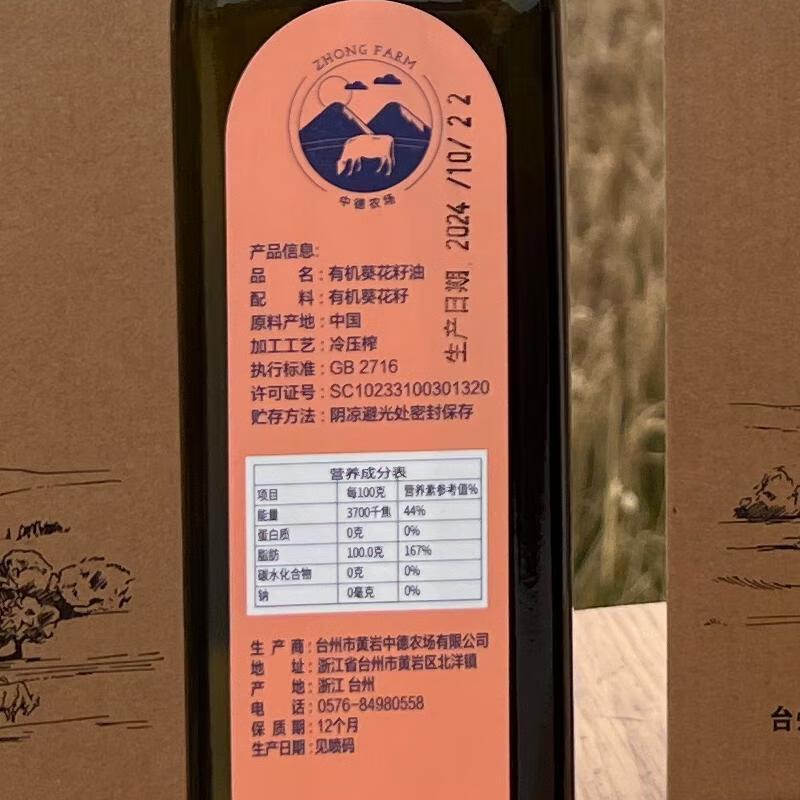 ZHONG FARM
中德农场
生产日期 2024/10/22
产品信息:
品 名:有机葵花籽油
配 料:有机葵花籽
原料产地:中国
加工工艺:冷压榨
执行标准:GB 2716
许可证号:SC10233100301320
贮存方法:阴凉避光处密封保存
营养成分表
项目 每100克 营养素参考值%
能量 3700千焦 44%
蛋白质 0克 0%
脂肪 100.0克 167%
碳水化合物 0克 0%
钠 0毫克 0%
生 产 商:台州市黄岩中德农场有限公司
地 址:浙江省台州市黄岩区北洋镇
产 地:浙江 台州
电 话:0576-84980558
保 质 期:12个月
生产日期:见喷码
台